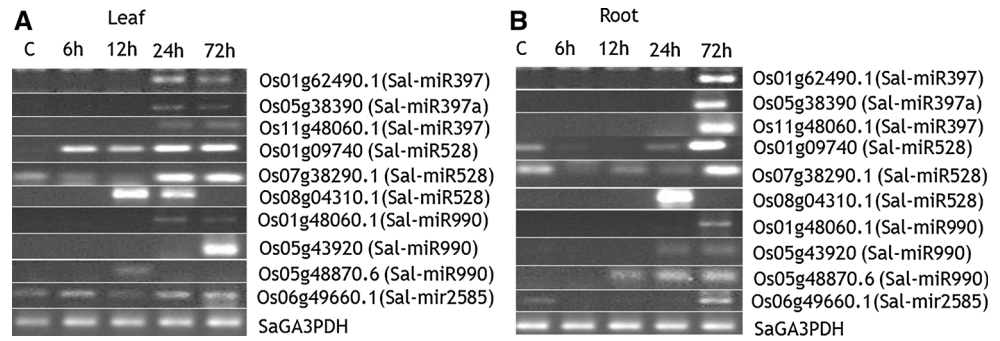 A Leaf
C 6h 12h 24h 72h
Os01g62490.1(Sal-miR397)
Os05g38390 (Sal-miR397a)
Os11g48060.1(Sal-miR397)
Os01g09740 (Sal-miR528)
Os07g38290.1 (Sal-miR528)
Os08g04310.1(Sal-miR528)
Os01g48060.1(Sal-miR990)
Os05g43920 (Sal-miR990)
Os05g48870.6 (Sal-miR990)
Os06g49660.1(Sal-mir2585)
SaGA3PDH
B Root
C 6h 12h 24h 72h
Os01g62490.1(Sal-miR397)
Os05g38390 (Sal-miR397a)
Os11g48060.1(Sal-miR397)
Os01g09740 (Sal-miR528)
Os07g38290.1 (Sal-miR528)
Os08g04310.1(Sal-miR528)
Os01g48060.1(Sal-miR990)
Os05g43920 (Sal-miR990)
Os05g48870.6 (Sal-miR990)
Os06g49660.1(Sal-mir2585)
SaGA3PDH